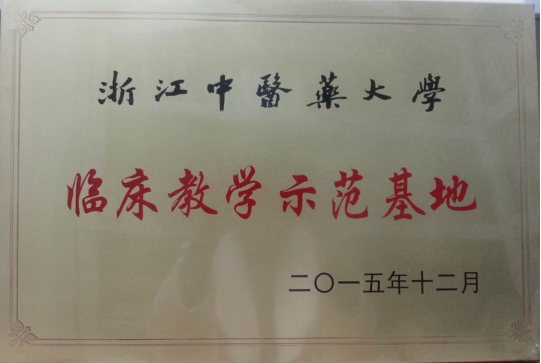 浙江中醫藥大學
临床教学示范基地
二〇一五年十二月